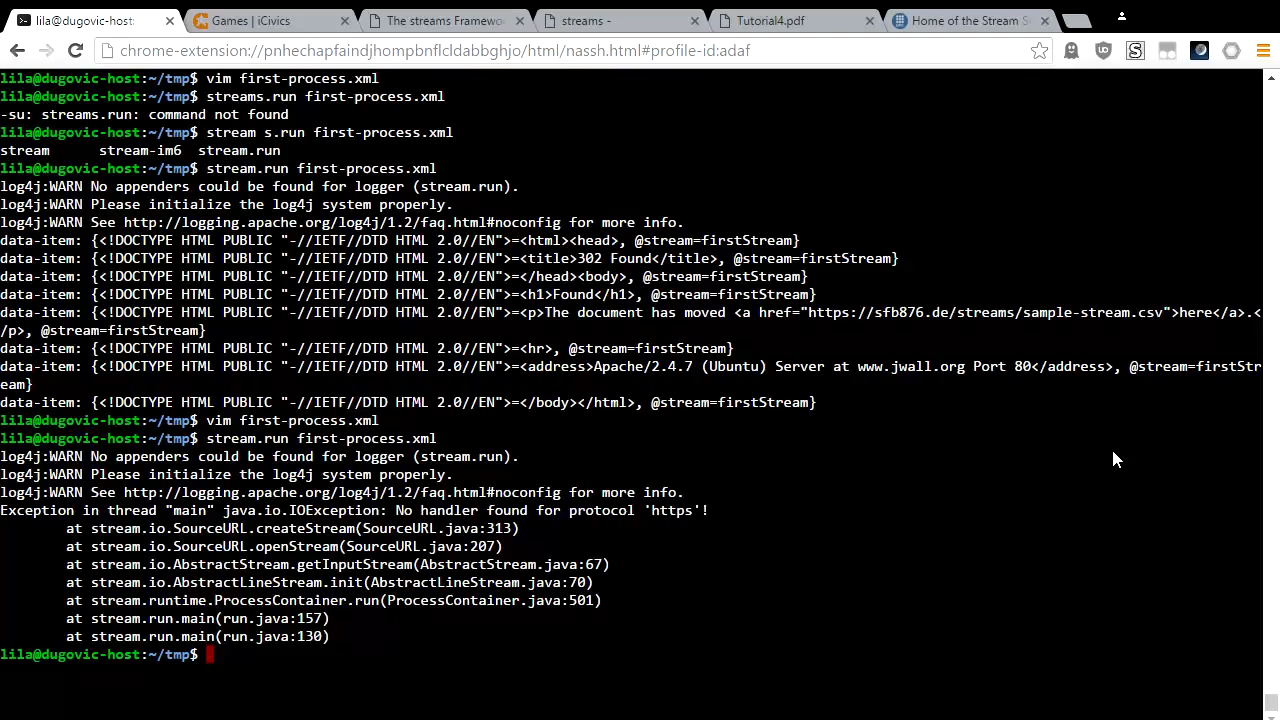 lila@dugovic-host:
Games | iCivics
The streams Framewo
streams -
Tutorial4.pdf
Home of the Stream S
chrome-extension://pnhechapfaindjhompbnflcldabbghjo/html/nassh.html#profile-id:adaf
lila@dugovic-host:~/tmp$ vim first-process.xml
lila@dugovic-host:~/tmp$ streams.run first-process.xml
-su: streams.run: command not found
lila@dugovic-host:~/tmp$ stream s.run first-process.xml
stream      stream-im6  stream.run
lila@dugovic-host:~/tmp$ stream.run first-process.xml
log4j:WARN No appenders could be found for logger (stream.run).
log4j:WARN Please initialize the log4j system properly.
log4j:WARN See http://logging.apache.org/log4j/1.2/faq.html#noconfig for more info.
data-item: {<!DOCTYPE HTML PUBLIC "-//IETF//DTD HTML 2.0//EN">=<html><head>, @stream=firstStream}
data-item: {<!DOCTYPE HTML PUBLIC "-//IETF//DTD HTML 2.0//EN">=<title>302 Found</title>, @stream=firstStream}
data-item: {<!DOCTYPE HTML PUBLIC "-//IETF//DTD HTML 2.0//EN">=</head><body>, @stream=firstStream}
data-item: {<!DOCTYPE HTML PUBLIC "-//IETF//DTD HTML 2.0//EN">=<h1>Found</h1>, @stream=firstStream}
data-item: {<!DOCTYPE HTML PUBLIC "-//IETF//DTD HTML 2.0//EN">=<p>The document has moved <a href="https://sfb876.de/streams/sample-stream.csv">here</a>.<
/p>, @stream=firstStream}
data-item: {<!DOCTYPE HTML PUBLIC "-//IETF//DTD HTML 2.0//EN">=<hr>, @stream=firstStream}
data-item: {<!DOCTYPE HTML PUBLIC "-//IETF//DTD HTML 2.0//EN">=<address>Apache/2.4.7 (Ubuntu) Server at www.jwall.org Port 80</address>, @stream=firstStr
eam}
data-item: {<!DOCTYPE HTML PUBLIC "-//IETF//DTD HTML 2.0//EN">=</body></html>, @stream=firstStream}
lila@dugovic-host:~/tmp$ vim first-process.xml
lila@dugovic-host:~/tmp$ stream.run first-process.xml
log4j:WARN No appenders could be found for logger (stream.run).
log4j:WARN Please initialize the log4j system properly.
log4j:WARN See http://logging.apache.org/log4j/1.2/faq.html#noconfig for more info.
Exception in thread "main" java.io.IOException: No handler found for protocol 'https'!
        at stream.io.SourceURL.createStream(SourceURL.java:313)
        at stream.io.SourceURL.openStream(SourceURL.java:207)
        at stream.io.AbstractStream.getInputStream(AbstractStream.java:67)
        at stream.io.AbstractLineStream.init(AbstractLineStream.java:70)
        at stream.runtime.ProcessContainer.run(ProcessContainer.java:501)
        at stream.run.main(run.java:157)
        at stream.run.main(run.java:130)
lila@dugovic-host:~/tmp$